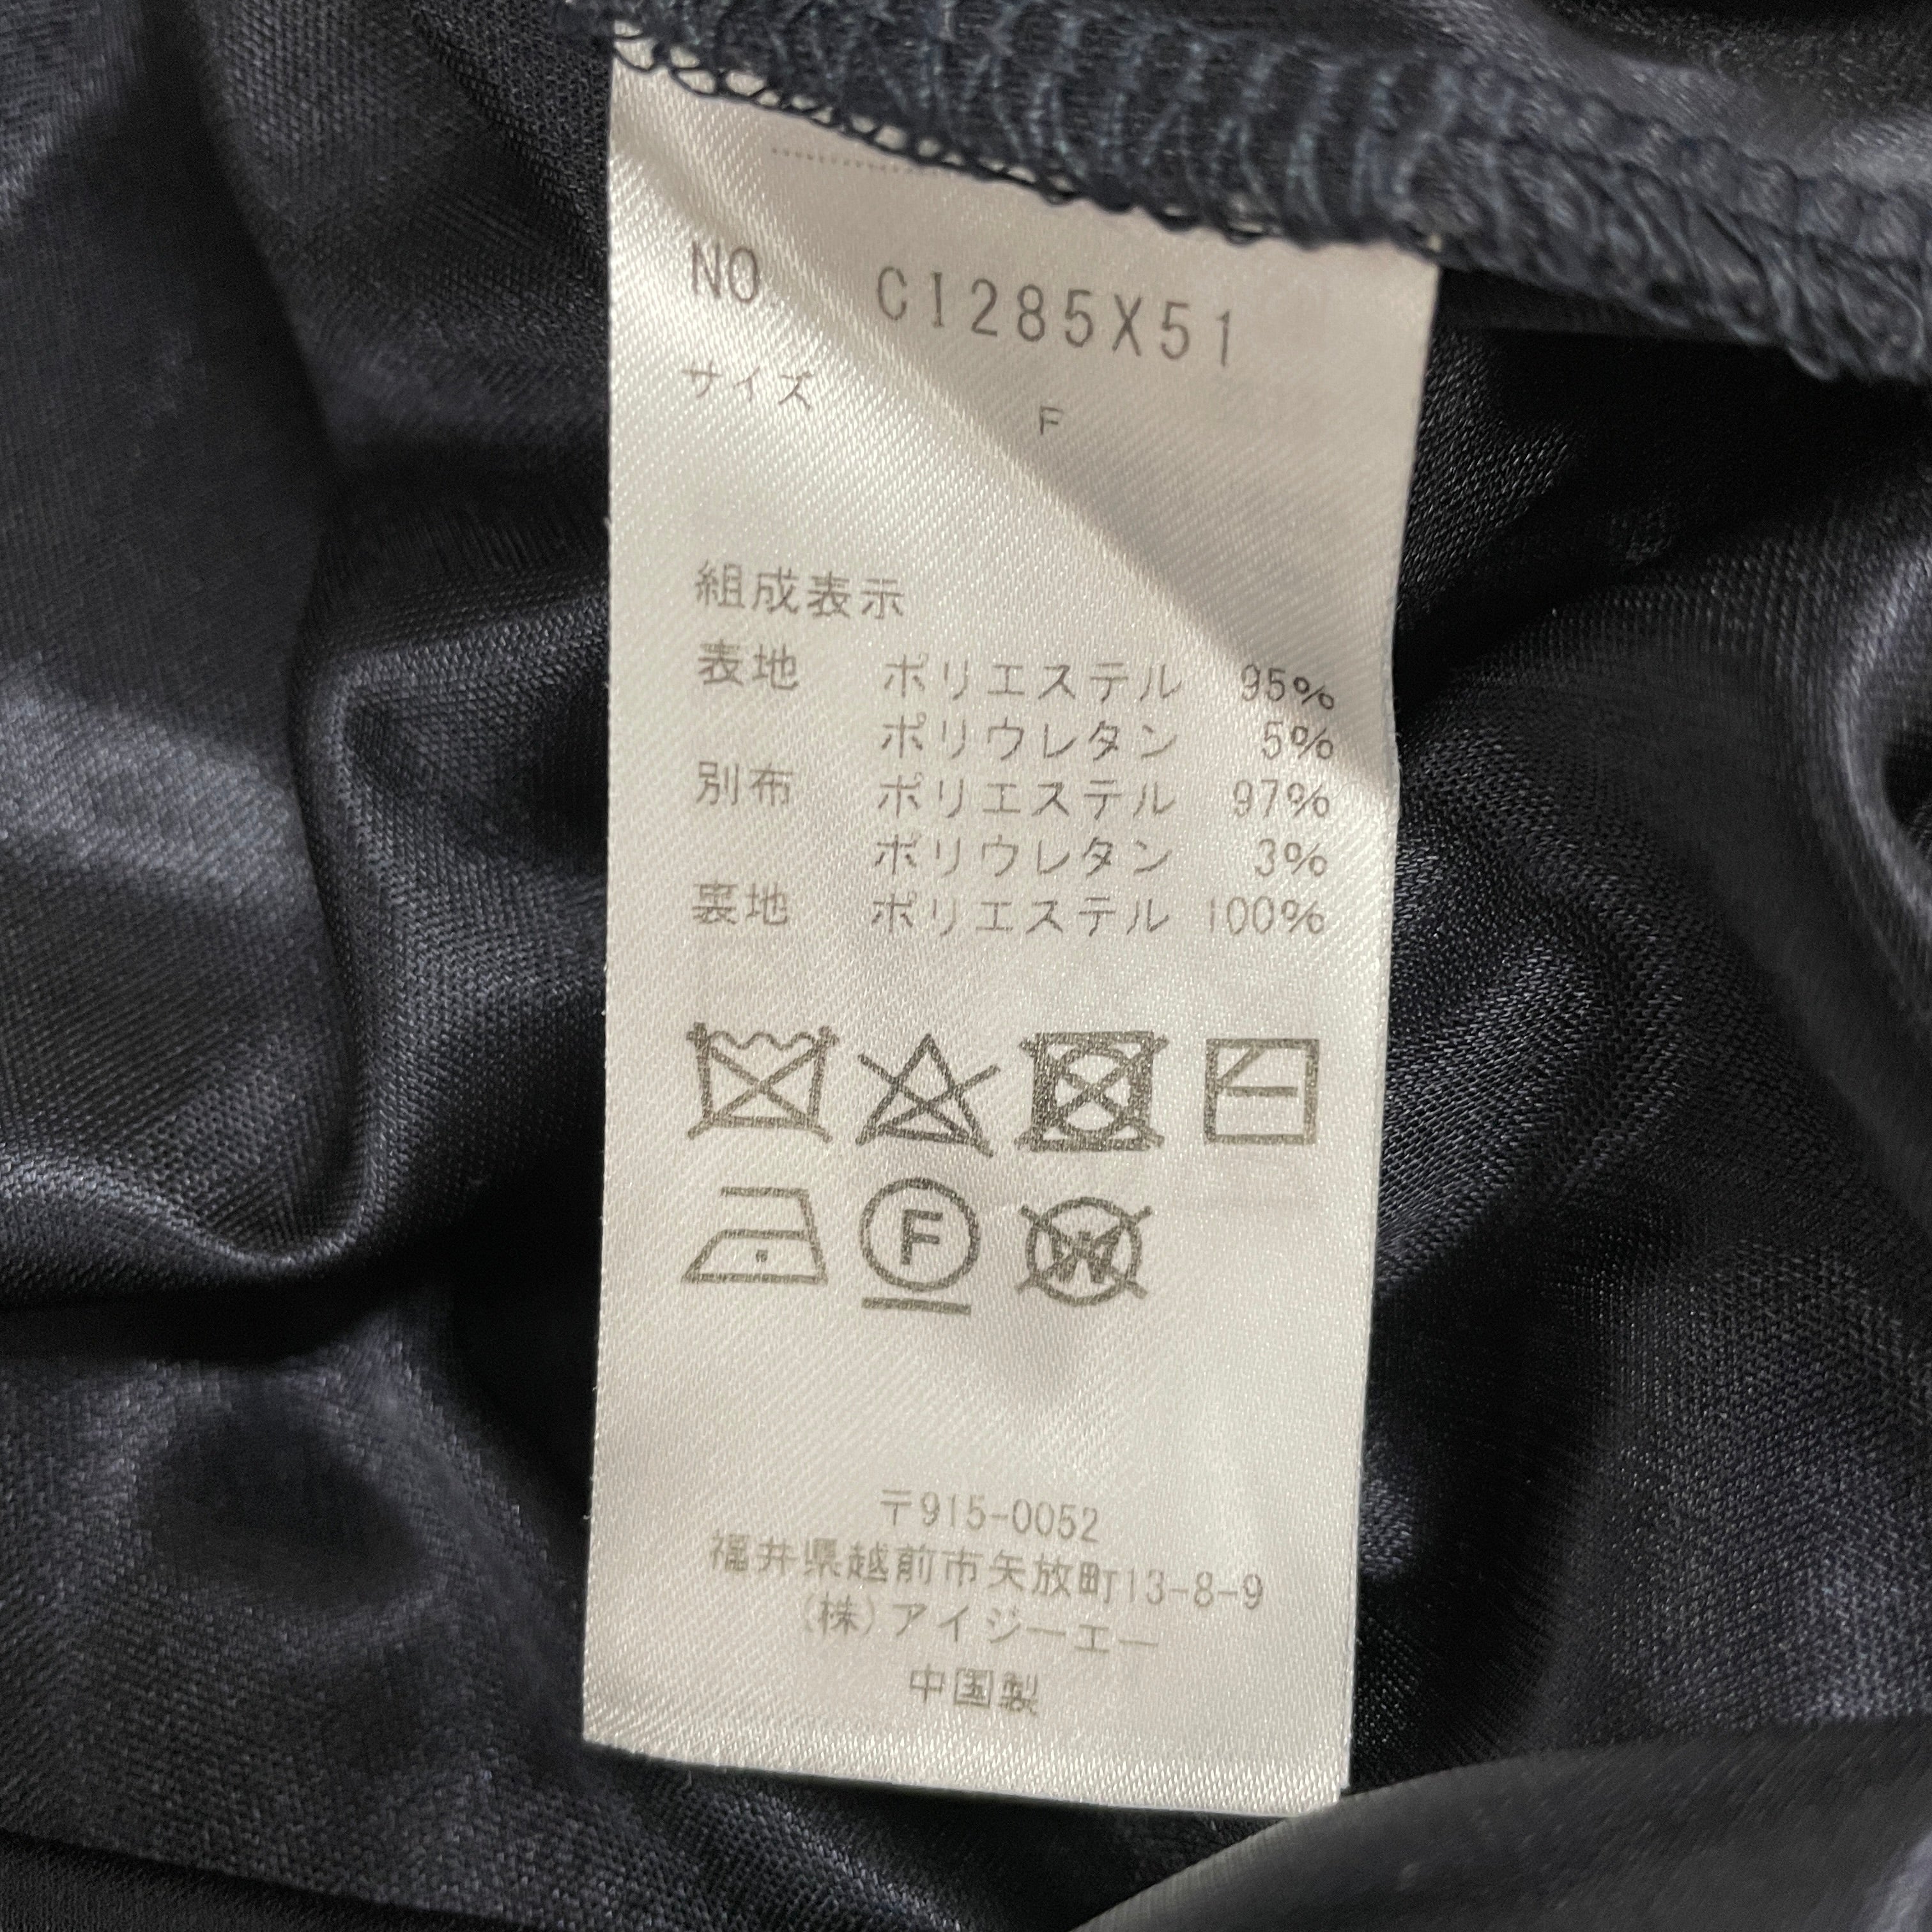 NO. CI285X51
サイズ F
組成表示
表地 ポリエステル 95%
ポリウレタン 5%
別布 ポリエステル 97%
ポリウレタン 3%
裏地 ポリエステル 100%
F
W
〒915-0052
福井県越前市矢放町13-8-9
(株)アイジーエー
中国製